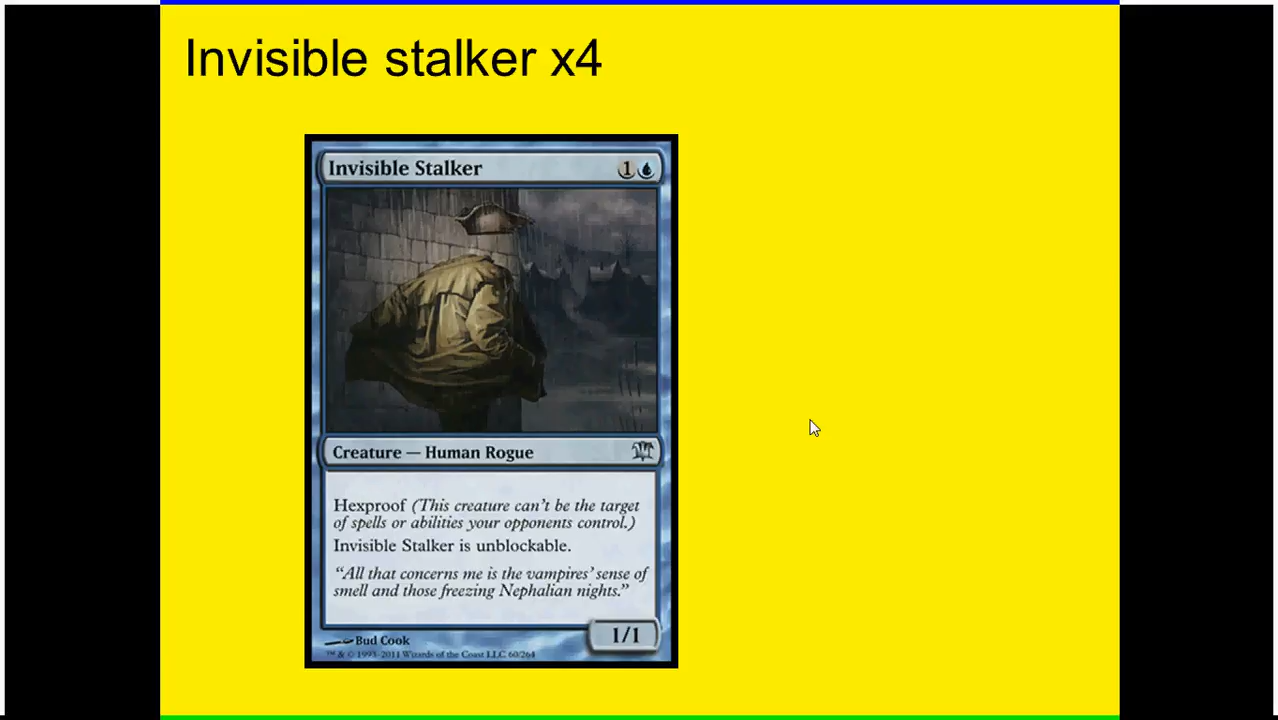 Invisible stalker x4
Invisible Stalker 1
Creature — Human Rogue
Hexproof (This creature can't be the target
of spells or abilities your opponents control.)
Invisible Stalker is unblockable.
"All that concerns me is the vampires' sense of
smell and those freezing Nephalian nights."
1/1
Bud Cook
™ & © 1993-2011 Wizards of the Coast LLC 60/264